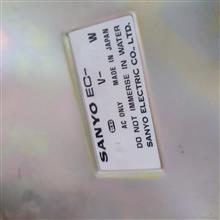 SANYO EC- W
V-
AC ONLY MADE IN JAPAN
DO NOT IMMERSE IN WATER
SANYO ELECTRIC CO., LTD.